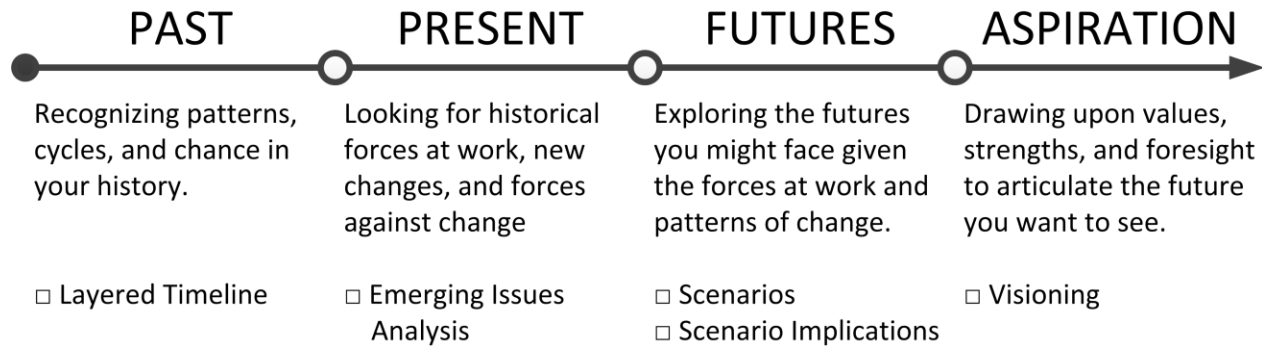 PAST
Recognizing patterns,
cycles, and chance in
your history.
□ Layered Timeline
PRESENT
Looking for historical
forces at work, new
changes, and forces
against change
□ Emerging Issues
Analysis
FUTURES
Exploring the futures
you might face given
the forces at work and
patterns of change.
□ Scenarios
□ Scenario Implications
ASPIRATION
Drawing upon values,
strengths, and foresight
to articulate the future
you want to see.
□ Visioning